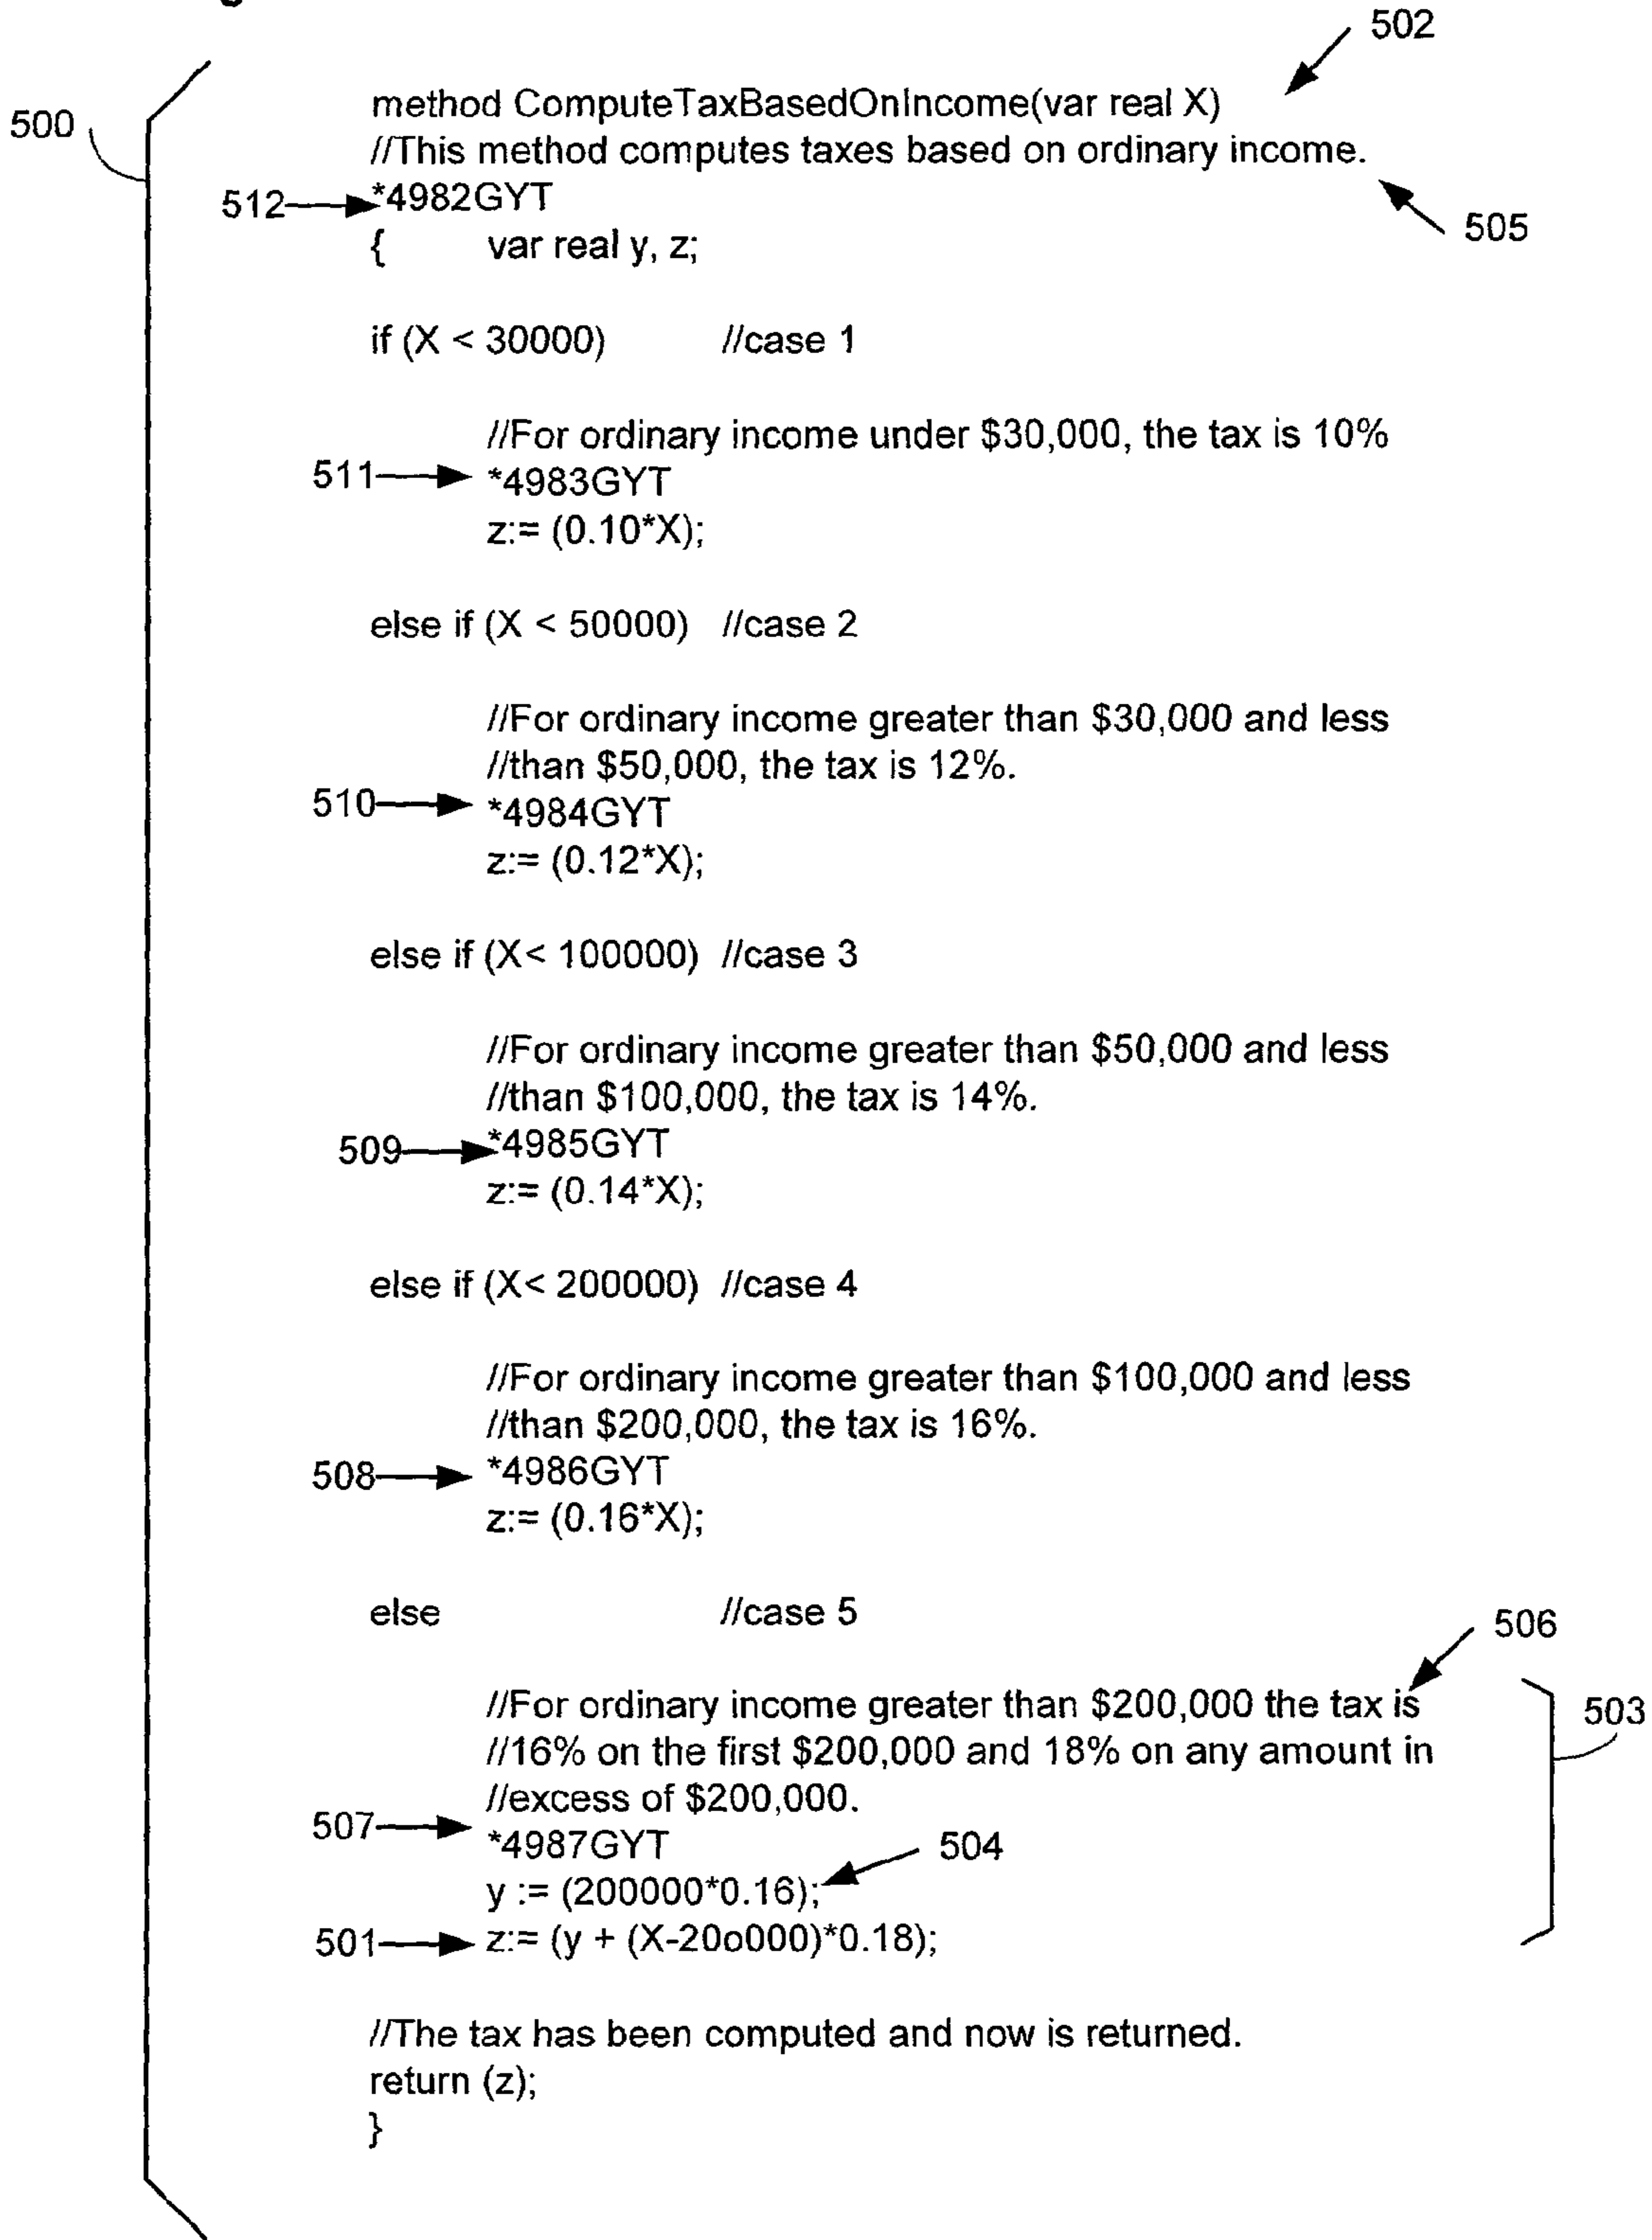 502
method ComputeTaxBasedOnIncome(var real X)
500
//This method computes taxes based on ordinary income.
512 *4982GYT
505
{ var real y, z;
if (X < 30000) //case 1
//For ordinary income under $30,000, the tax is 10%
511 *4983GYT
z:= (0.10*X);
else if (X < 50000) //case 2
//For ordinary income greater than $30,000 and less
//than $50,000, the tax is 12%.
510 *4984GYT
z:= (0.12*X);
else if (X< 100000) //case 3
//For ordinary income greater than $50,000 and less
//than $100,000, the tax is 14%.
509 *4985GYT
z:= (0.14*X);
else if (X< 200000) //case 4
//For ordinary income greater than $100,000 and less
//than $200,000, the tax is 16%.
508 *4986GYT
z:= (0.16*X);
else //case 5
506
//For ordinary income greater than $200,000 the tax is
503
//16% on the first $200,000 and 18% on any amount in
//excess of $200,000.
507 *4987GYT
504
y := (200000*0.16);
501 z:= (y + (X-20o000)*0.18);
//The tax has been computed and now is returned.
return (z);
}